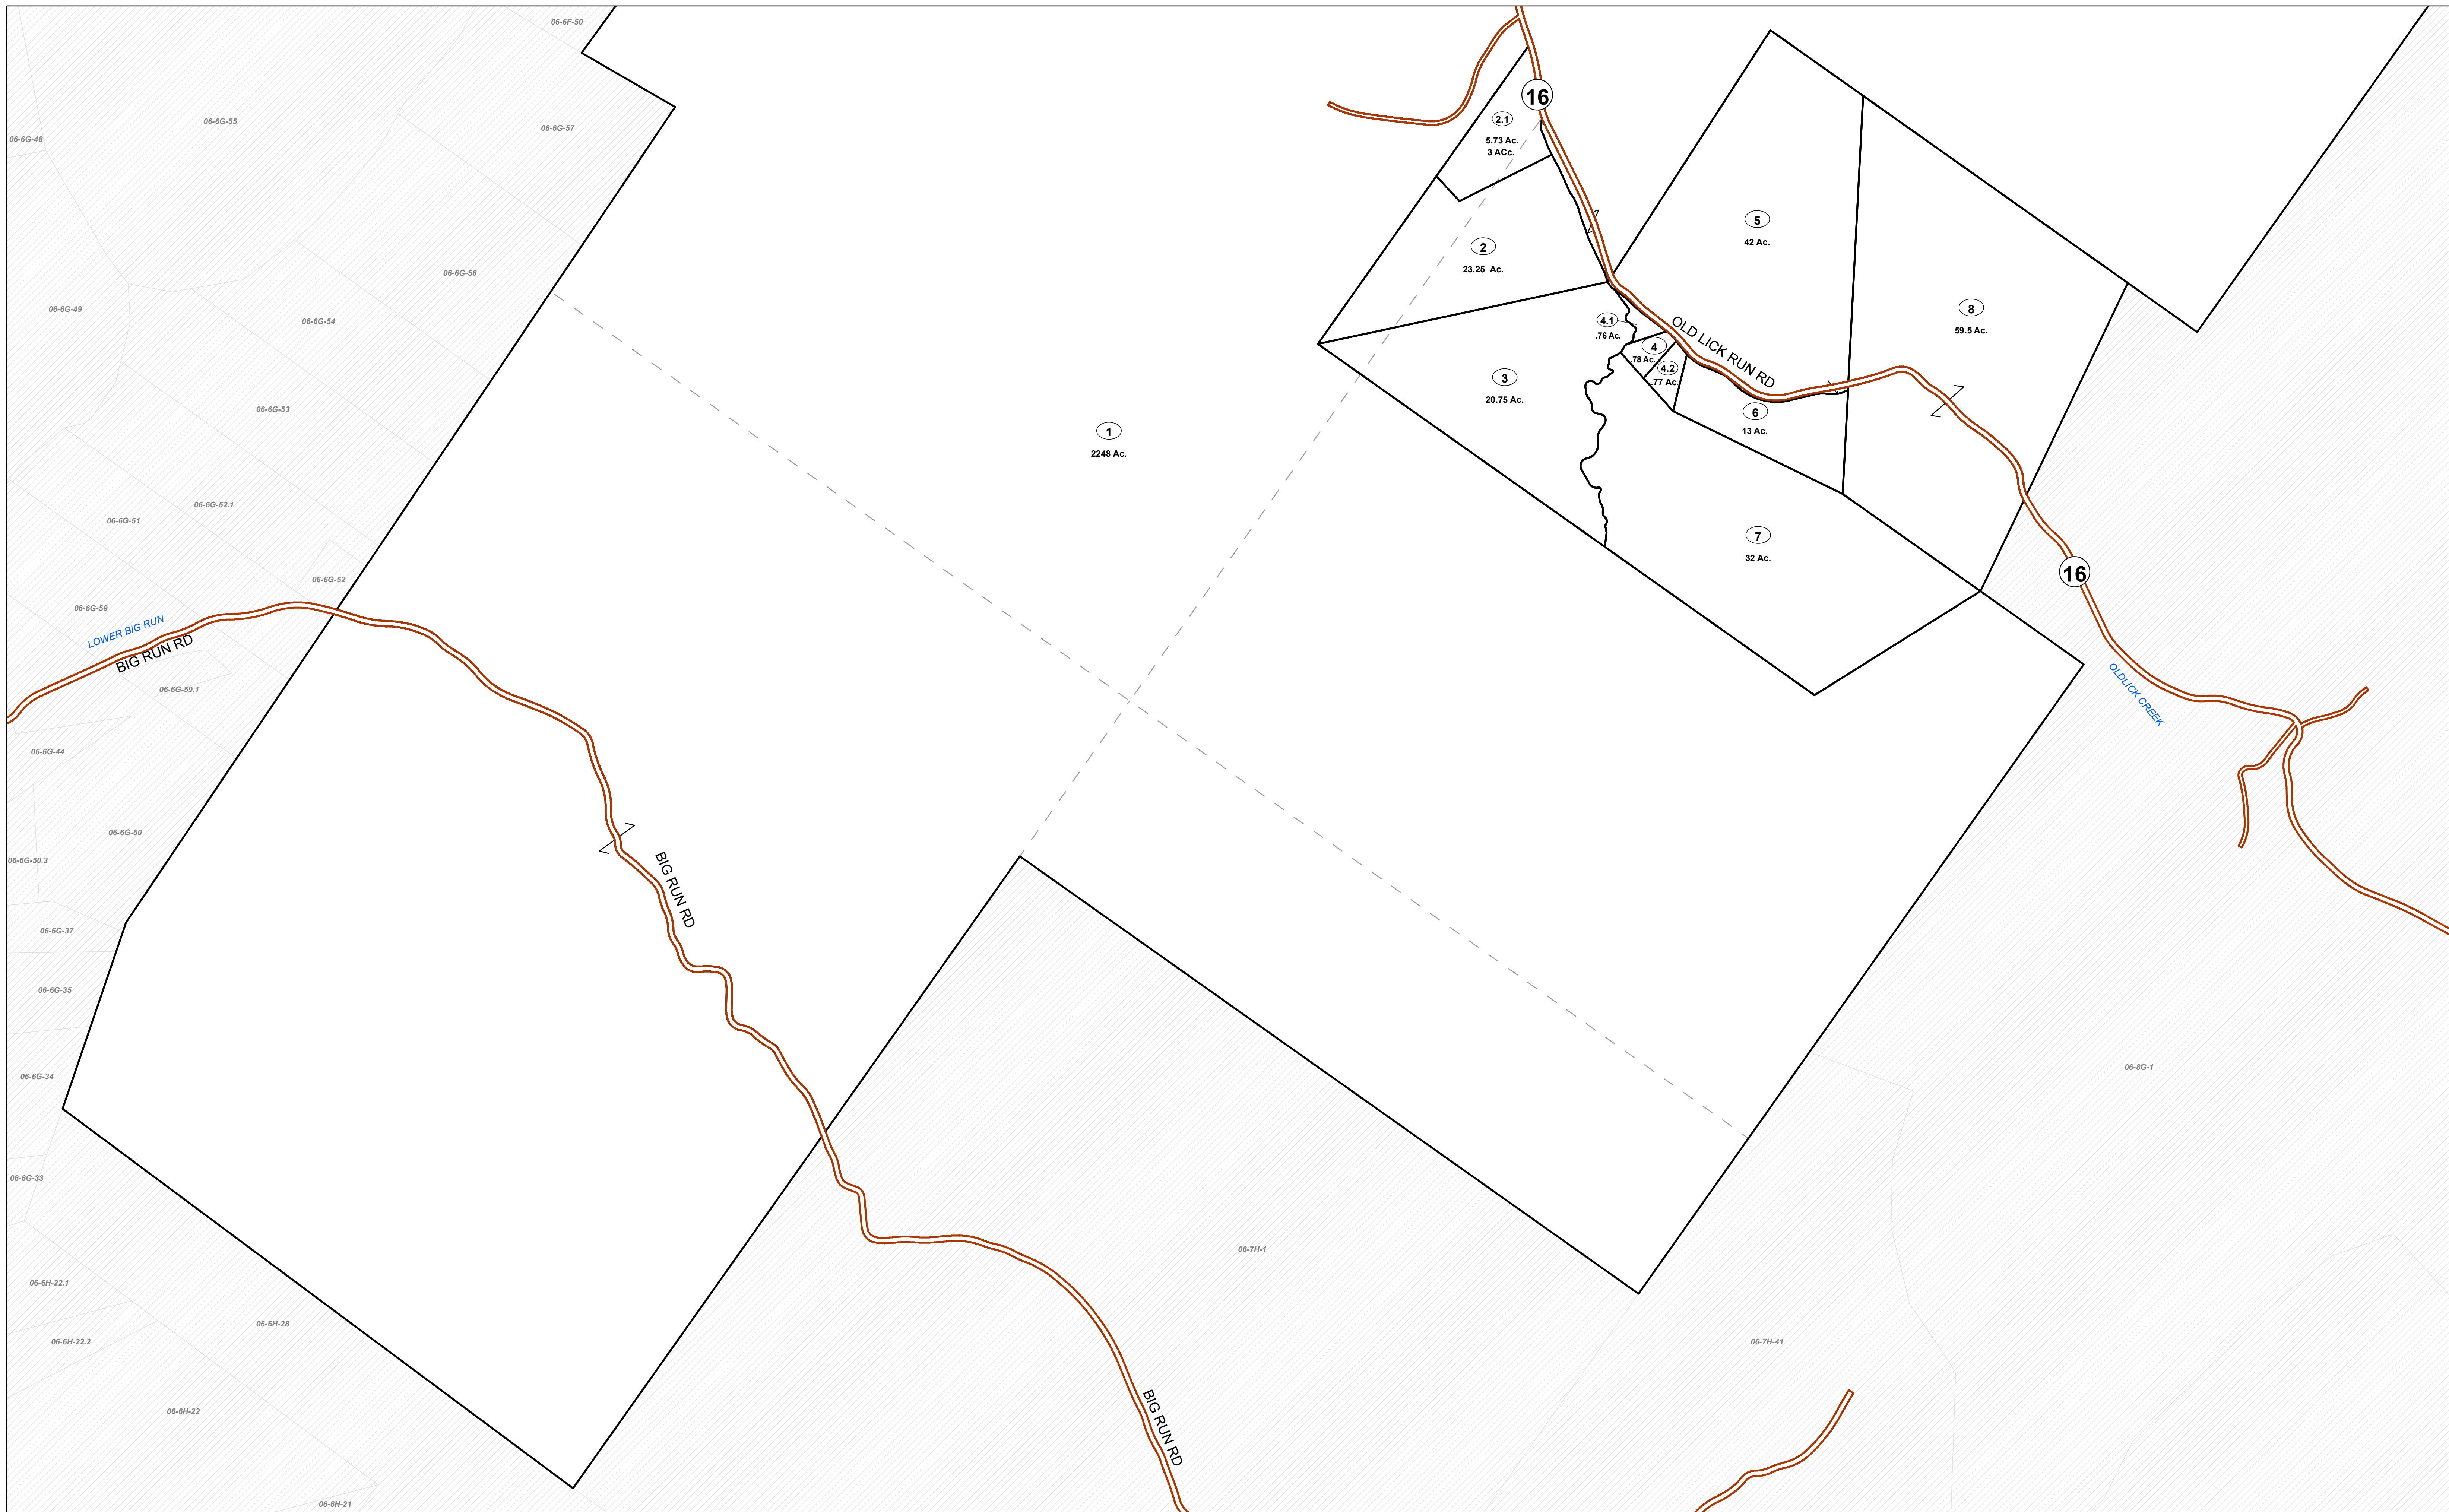 06-6F-50
06-6G-55
06-6G-57
06-6G-48
16
2.1
5.73 Ac.
3 ACc.
5
42 Ac.
2
23.25 Ac.
06-6G-56
06-6G-49
06-6G-54
8
59.5 Ac.
4.1
.76 Ac.
OLD LICK RUN RD
4
.78 Ac.
4.2
.77 Ac.
3
20.75 Ac.
06-6G-53
6
13 Ac.
1
2248 Ac.
06-6G-52.1
06-6G-51
7
32 Ac.
16
06-6G-52
06-6G-59
LOWER BIG RUN
BIG RUN RD
06-6G-59.1
OLDLICK CREEK
06-6G-44
06-6G-50
06-6G-50.3
BIG RUN RD
06-6G-37
06-6G-35
06-6G-34
06-8G-1
06-6G-33
06-7H-1
06-6H-22.1
06-6H-28
06-6H-22.2
06-7H-41
06-6H-22
BIG RUN RD
06-6H-21